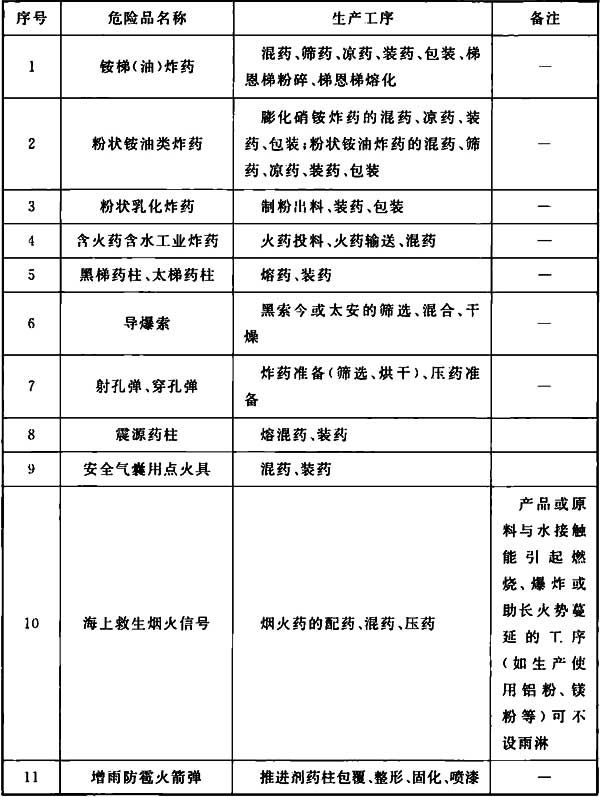 序号 危险品名称 生产工序 备注
1 铵梯(油)炸药 混药、筛药、凉药、装药、包装、梯 —
恩梯粉碎、梯恩梯熔化
2 粉状铵油类炸药 膨化硝铵炸药的混药、凉药、装 —
药、包装;粉状铵油炸药的混药、筛
药、凉药、装药、包装
3 粉状乳化炸药 制粉出料、装药、包装 —
4 含火药含水工业炸药 火药投料、火药输送、混药 —
5 黑梯药柱、太梯药柱 熔药、装药 —
6 导爆索 黑索今或太安的筛选、混合、干 —
燥
7 射孔弹、穿孔弹 炸药准备(筛选、烘干)、压药准 —
备
8 震源药柱 熔混药、装药
9 安全气囊用点火具 混药、装药
10 海上救生烟火信号 烟火药的配药、混药、压药
产品或原
料与水接触
能引起燃
烧、爆炸或
助长火势蔓
延的工序
(如生产使
用铝粉、镁
粉等)可不
设雨淋
11 增雨防雹火箭弹 推进剂药柱包覆、整形、固化、喷漆 —